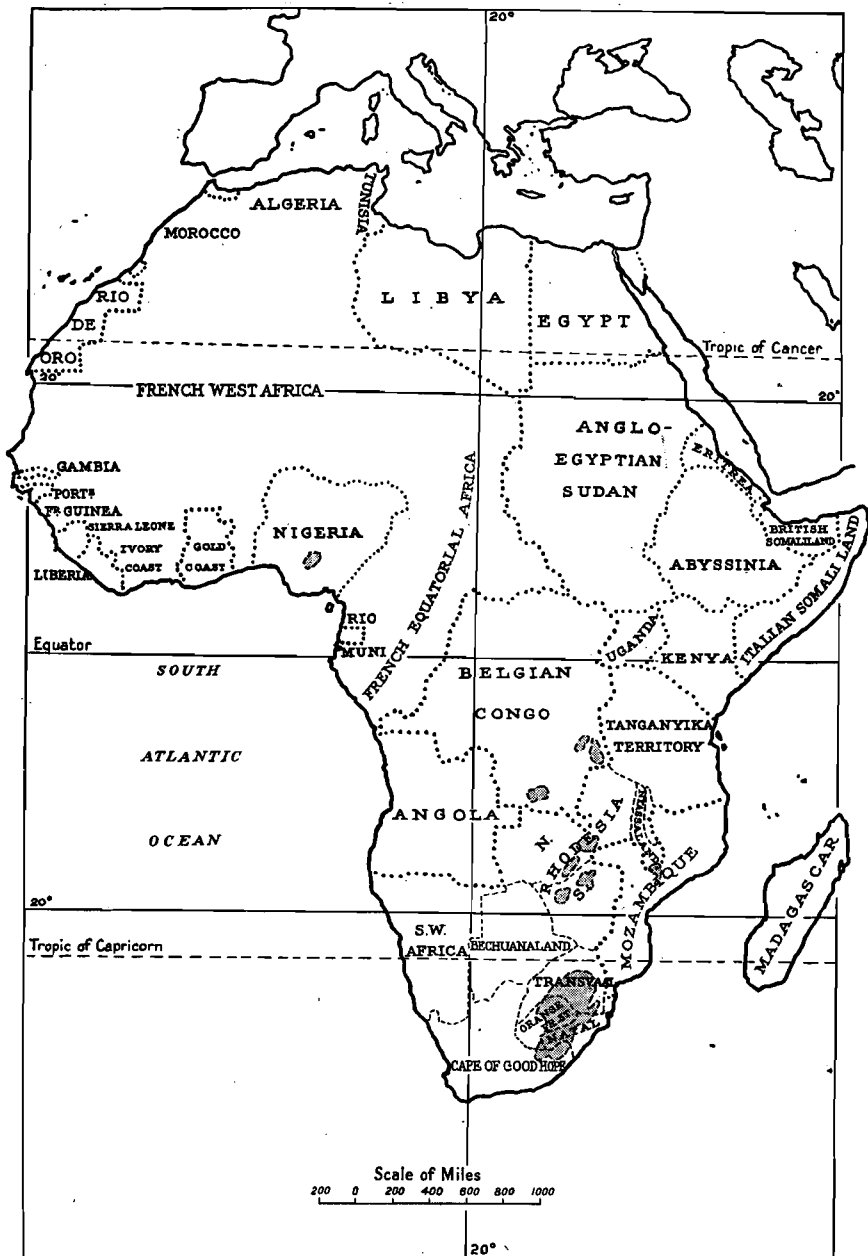 20°
TUNISIA
ALGERIA
MOROCCO
LIBYA
RIO
DE
ORO
EGYPT
Tropic of Cancer
20°
20°
FRENCH WEST AFRICA
ANGLO-
EGYPTIAN
SUDAN
ERITREA
GAMBIA
PORTᴱ
Fᴿ GUINEA
SIERRA LEONE
LIBERIA
IVORY
COAST
GOLD
COAST
NIGERIA
FRENCH EQUATORIAL AFRICA
BRITISH
SOMALILAND
ABYSSINIA
ITALIAN SOMALI LAND
RIO
MUNI
Equator
UGANDA
KENYA
SOUTH
ATLANTIC
OCEAN
BELGIAN
CONGO
TANGANYIKA
TERRITORY
ANGOLA
N.
RHODESIA
S.
MOZAMBIQUE
MADAGASCAR
20°
S.W.
AFRICA
BECHUANALAND
Tropic of Capricorn
TRANSVAAL
ORANGE
NATAL
CAPE OF GOOD HOPE
Scale of Miles
200 0 200 400 600 800 1000
20°